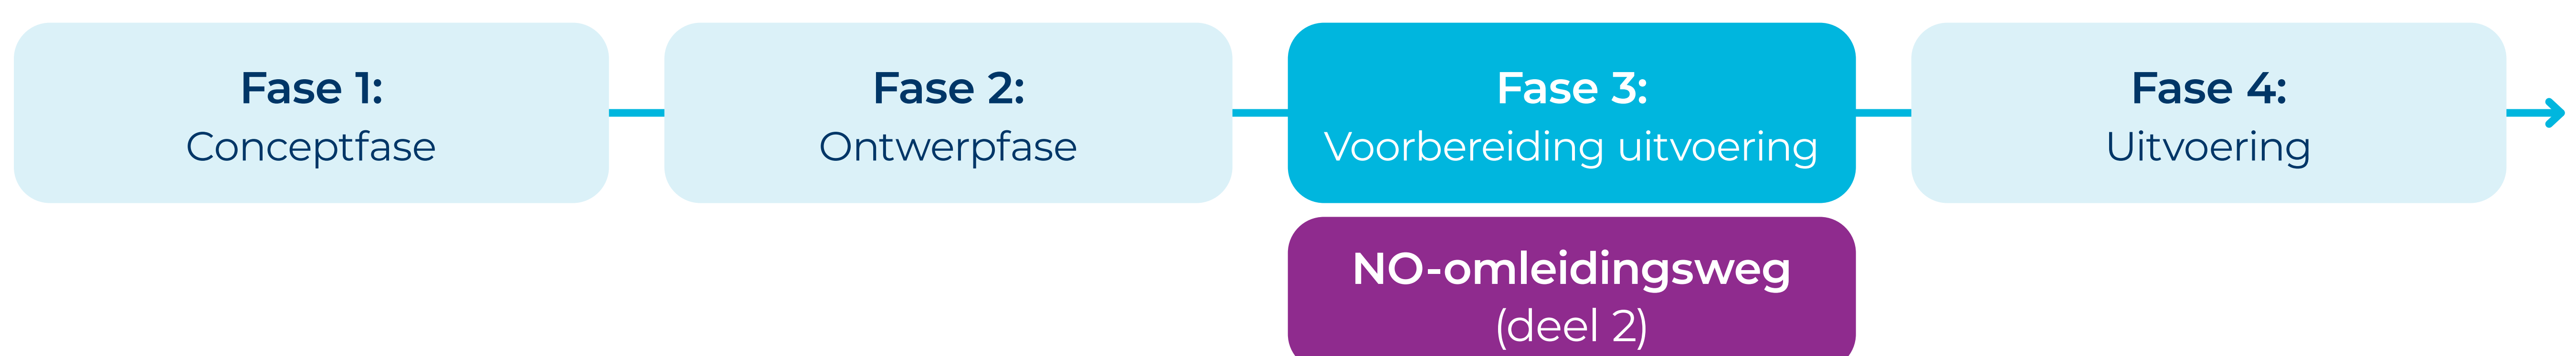 Fase 1:
Conceptfase
Fase 2:
Ontwerpfase
Fase 3:
Voorbereiding uitvoering
Fase 4:
Uitvoering
NO-omleidingsweg
(deel 2)